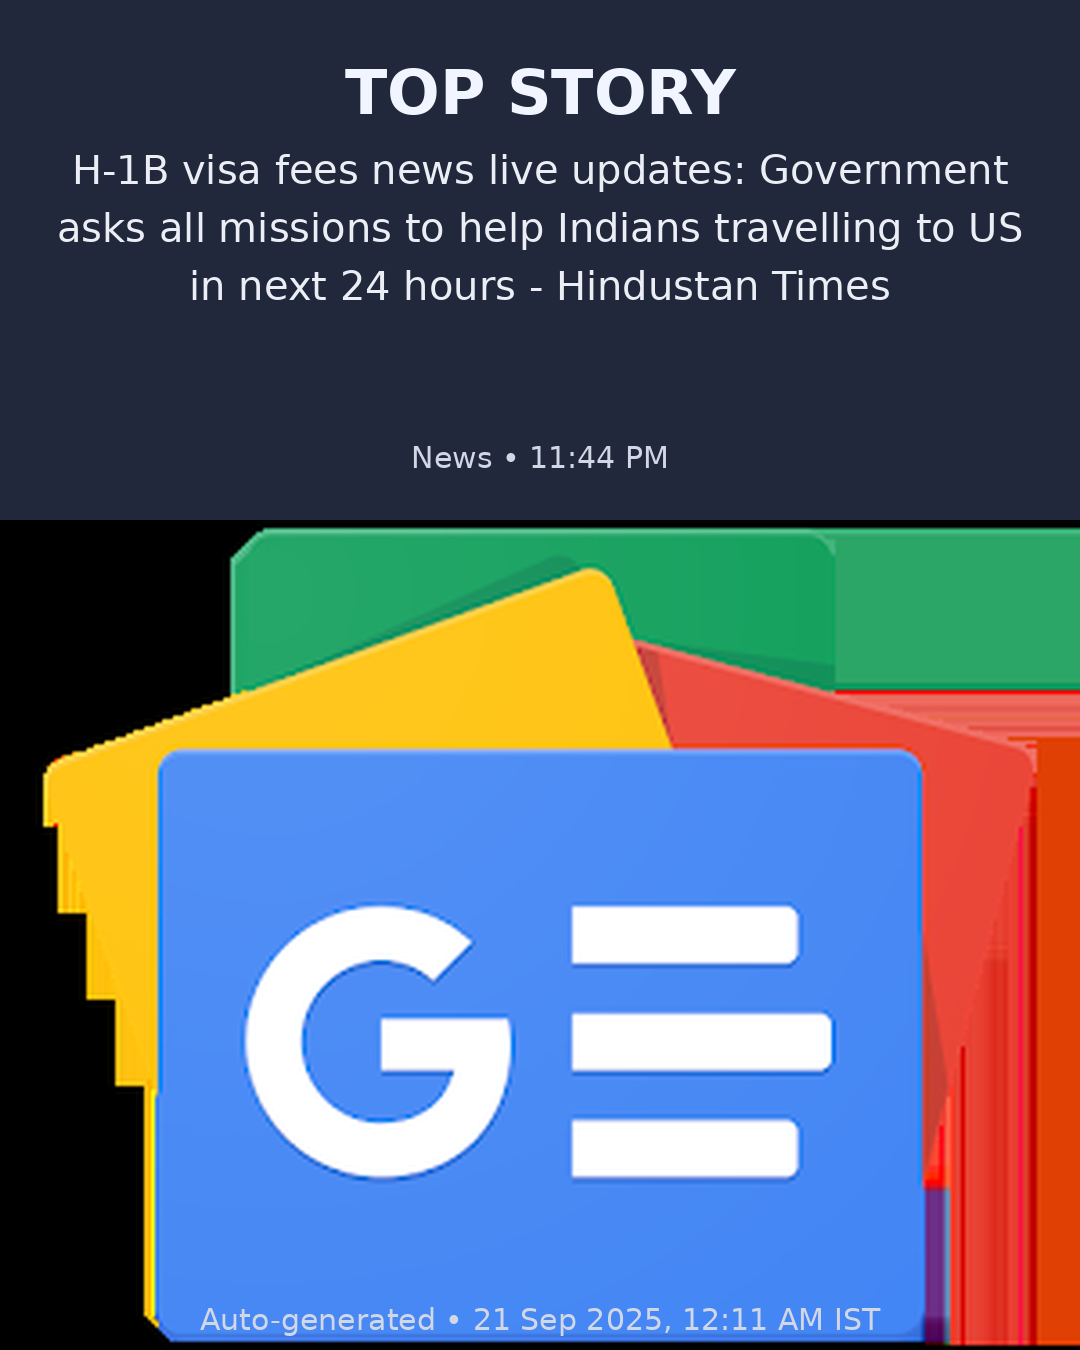 TOP STORY
H-1B visa fees news live updates: Government
asks all missions to help Indians travelling to US
in next 24 hours - Hindustan Times
News • 11:44 PM
G
Auto-generated • 21 Sep 2025, 12:11 AM IST